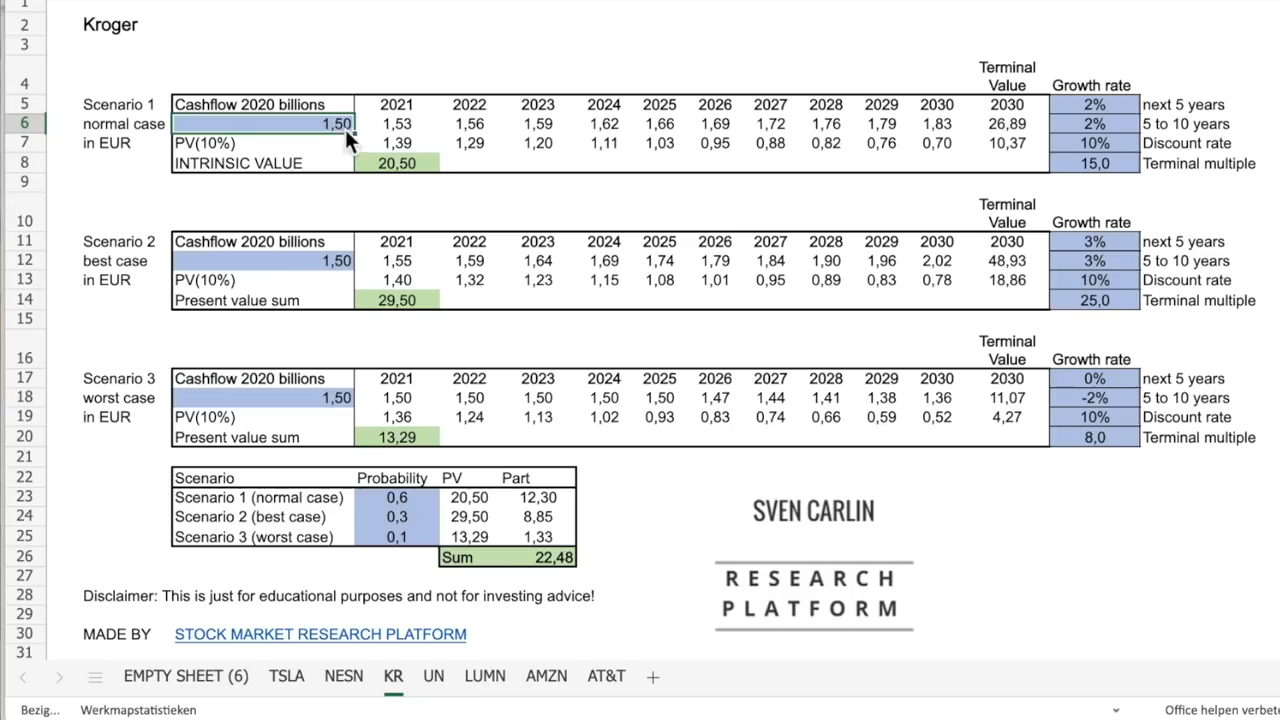 1
2 Kroger
3
Terminal
4 Value Growth rate
5 Scenario 1 Cashflow 2020 billions 2021 2022 2023 2024 2025 2026 2027 2028 2029 2030 2030 2% next 5 years
6 normal case 1,50 1,53 1,56 1,59 1,62 1,66 1,69 1,72 1,76 1,79 1,83 26,89 2% 5 to 10 years
7 in EUR PV(10%) 1,39 1,29 1,20 1,11 1,03 0,95 0,88 0,82 0,76 0,70 10,37 10% Discount rate
8 INTRINSIC VALUE 20,50 15,0 Terminal multiple
9
Terminal
10 Value Growth rate
11 Scenario 2 Cashflow 2020 billions 2021 2022 2023 2024 2025 2026 2027 2028 2029 2030 2030 3% next 5 years
12 best case 1,50 1,55 1,59 1,64 1,69 1,74 1,79 1,84 1,90 1,96 2,02 48,93 3% 5 to 10 years
13 in EUR PV(10%) 1,40 1,32 1,23 1,15 1,08 1,01 0,95 0,89 0,83 0,78 18,86 10% Discount rate
14 Present value sum 29,50 25,0 Terminal multiple
15
Terminal
16 Value Growth rate
17 Scenario 3 Cashflow 2020 billions 2021 2022 2023 2024 2025 2026 2027 2028 2029 2030 2030 0% next 5 years
18 worst case 1,50 1,50 1,50 1,50 1,50 1,50 1,47 1,44 1,41 1,38 1,36 11,07 -2% 5 to 10 years
19 in EUR PV(10%) 1,36 1,24 1,13 1,02 0,93 0,83 0,74 0,66 0,59 0,52 4,27 10% Discount rate
20 Present value sum 13,29 8,0 Terminal multiple
21
22 Scenario Probability PV Part
23 Scenario 1 (normal case) 0,6 20,50 12,30
24 Scenario 2 (best case) 0,3 29,50 8,85
25 Scenario 3 (worst case) 0,1 13,29 1,33
26 Sum 22,48
SVEN CARLIN
27
RESEARCH
28 Disclaimer: This is just for educational purposes and not for investing advice!
29
PLATFORM
30 MADE BY STOCK MARKET RESEARCH PLATFORM
31
EMPTY SHEET (6) TSLA NESN KR UN LUMN AMZN AT&T +
Bezig... Werkmapstatistieken Office helpen verbete